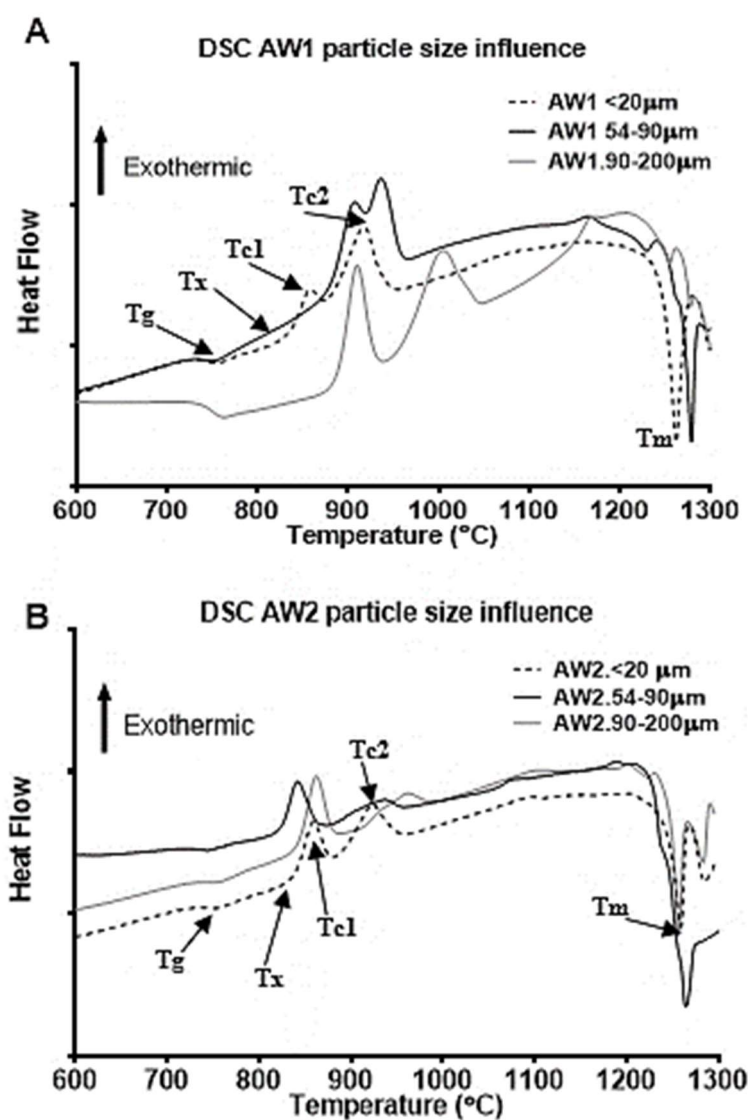 A
DSC AW1 particle size influence
AW1 <20μm
AW1 54-90μm
AW1.90-200μm
Exothermic
Tc2
Tc1
Tx
Tg
Tm
Heat Flow
600 700 800 900 1000 1100 1200 1300
Temperature (°C)
B
DSC AW2 particle size influence
AW2.<20 μm
AW2.54-90μm
AW2.90-200μm
Exothermic
Tc2
Tc1
Tm
Tg
Tx
Heat Flow
600 700 800 900 1000 1100 1200 1300
Temperature (°C)